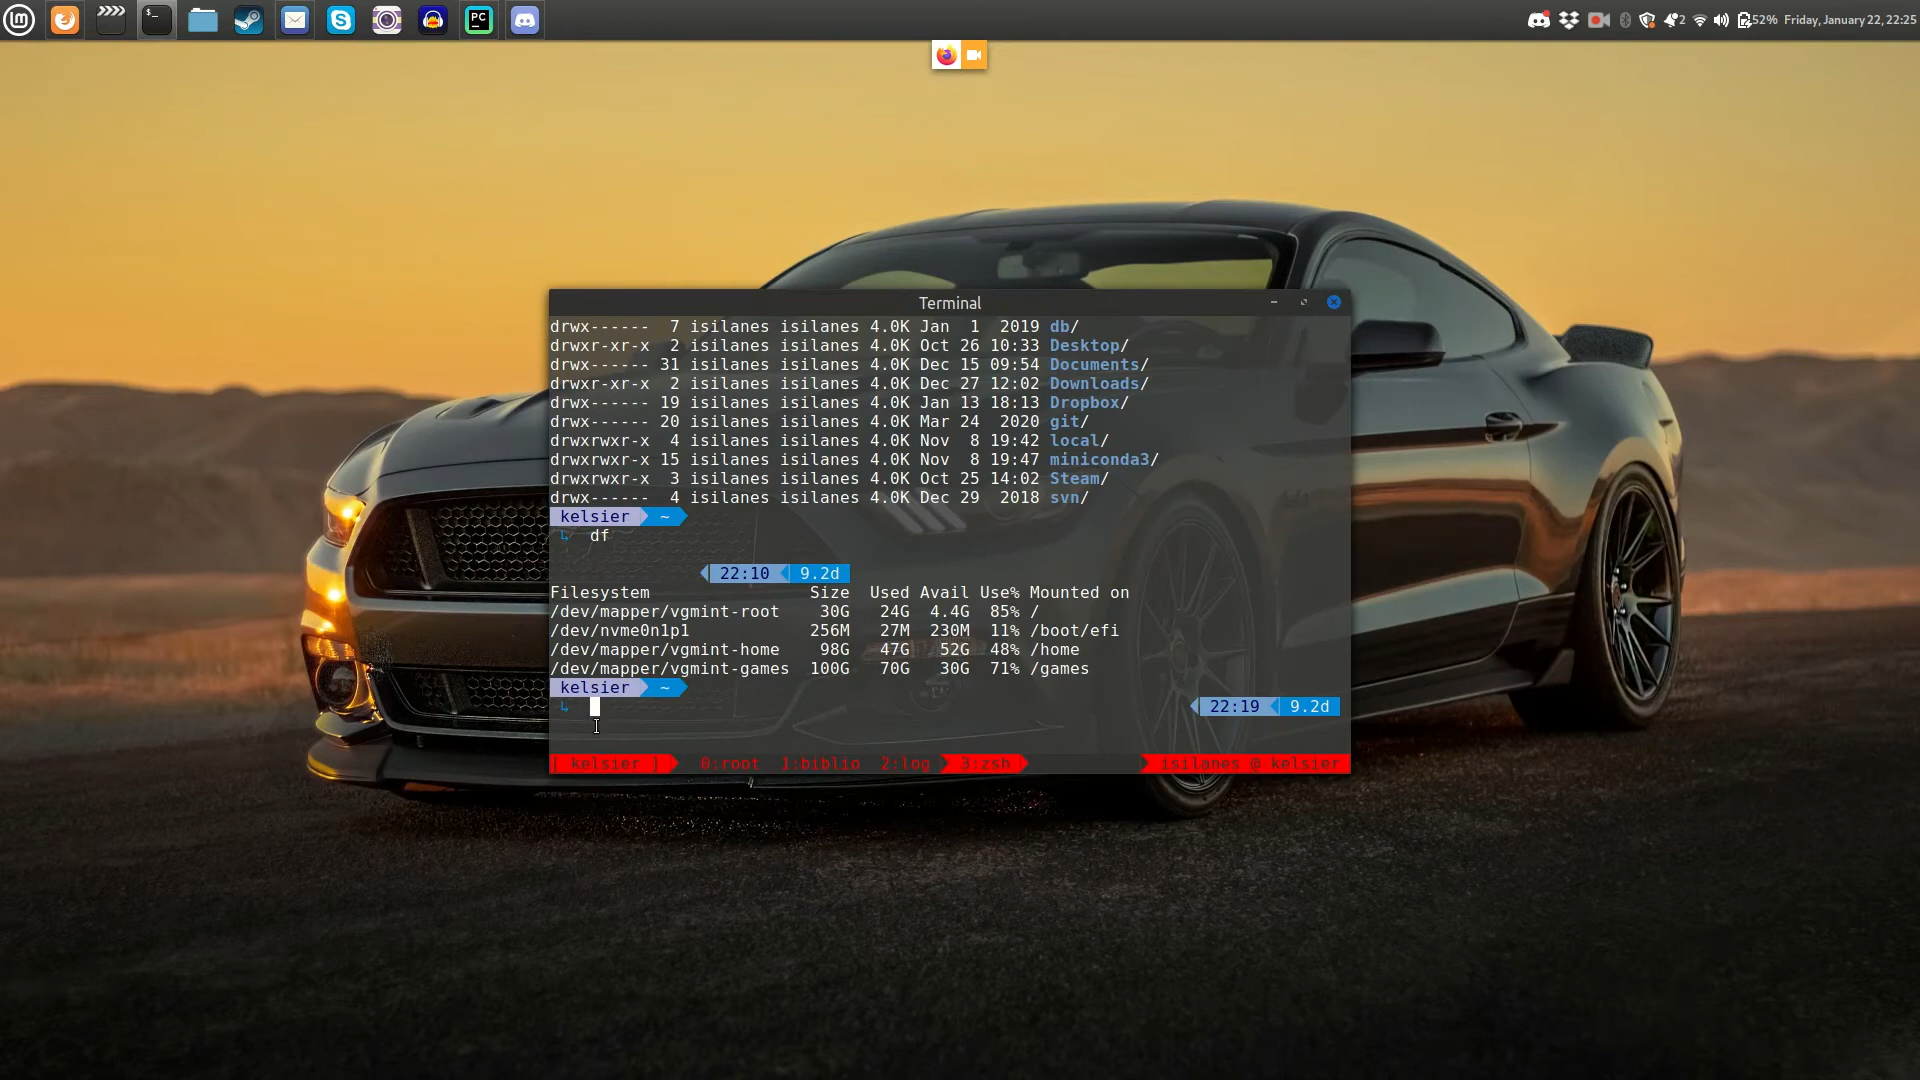 52% Friday, January 22, 22:25
2
PC
Terminal
drwx------  7 isilanes isilanes 4.0K Jan  1  2019 db/
drwxr-xr-x  2 isilanes isilanes 4.0K Oct 26 10:33 Desktop/
drwx------ 31 isilanes isilanes 4.0K Dec 15 09:54 Documents/
drwxr-xr-x  2 isilanes isilanes 4.0K Dec 27 12:02 Downloads/
drwx------ 19 isilanes isilanes 4.0K Jan 13 18:13 Dropbox/
drwx------ 20 isilanes isilanes 4.0K Mar 24  2020 git/
drwxrwxr-x  4 isilanes isilanes 4.0K Nov  8 19:42 local/
drwxrwxr-x 15 isilanes isilanes 4.0K Nov  8 19:47 miniconda3/
drwxrwxr-x  3 isilanes isilanes 4.0K Oct 25 14:02 Steam/
drwx------  4 isilanes isilanes 4.0K Dec 29  2018 svn/
kelsier ~
↳ df
22:10 9.2d
Filesystem                Size  Used Avail Use% Mounted on
/dev/mapper/vgmint-root    30G   24G  4.4G  85% /
/dev/nvme0n1p1            256M   27M  230M  11% /boot/efi
/dev/mapper/vgmint-home    98G   47G   52G  48% /home
/dev/mapper/vgmint-games  100G   70G   30G  71% /games
kelsier ~
↳ 22:19 9.2d
[ kelsier ] 0:root 1:biblio 2:log 3:zsh isilanes @ kelsier